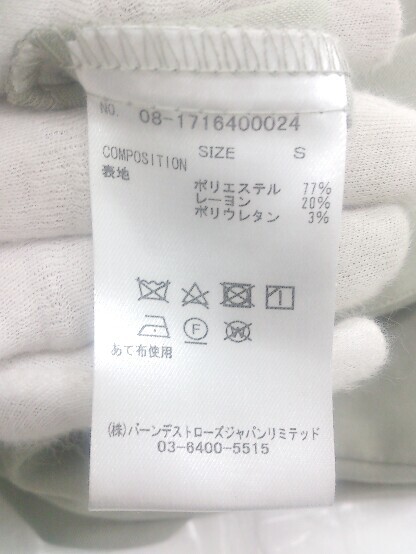 NO. 08-1716400024
COMPOSITION SIZE S
表地
ポリエステル 77%
レーヨン 20%
ポリウレタン 3%
F
W
あて布使用
(株)バーンデストローズジャパンリミテッド
03-6400-5515